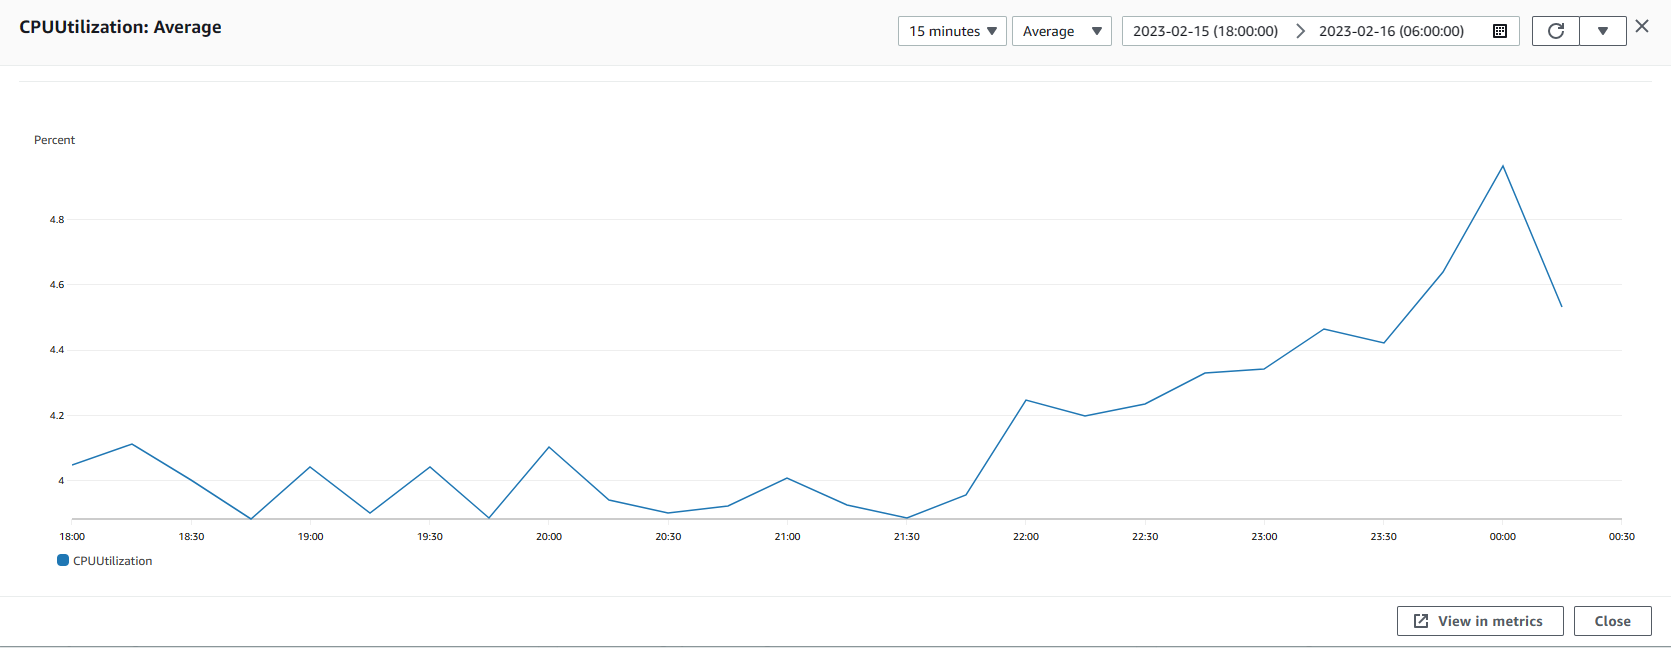 CPUUtilization: Average
15 minutes
Average
2023-02-15 (18:00:00)
2023-02-16 (06:00:00)
Percent
4.8
4.6
4.4
4.2
4
18:00 18:30 19:00 19:30 20:00 20:30 21:00 21:30 22:00 22:30 23:00 23:30 00:00 00:30
CPUUtilization
View in metrics
Close